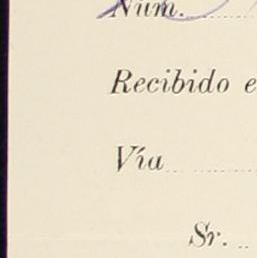 Núm.
Recibido e
Vía
Sr.